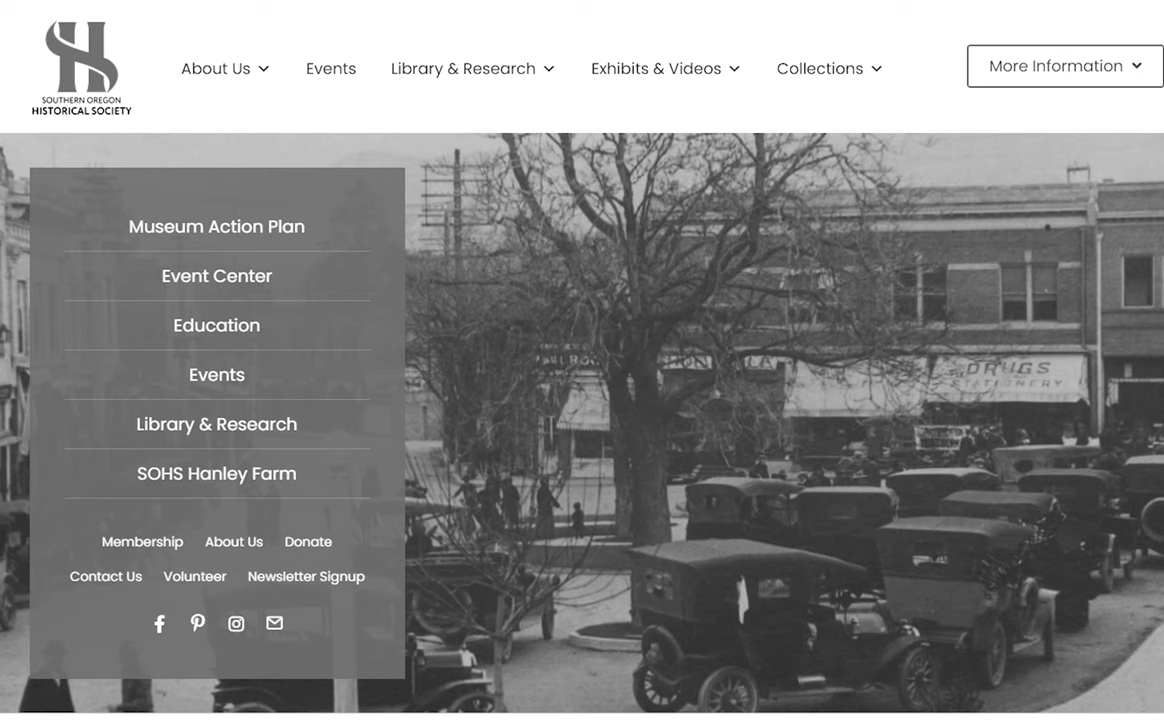 SOUTHERN OREGON
HISTORICAL SOCIETY
About Us
Events
Library & Research
Exhibits & Videos
Collections
More Information
Museum Action Plan
Event Center
Education
Events
Library & Research
SOHS Hanley Farm
Membership About Us Donate
Contact Us Volunteer Newsletter Signup
DRUGS
STATIONERY